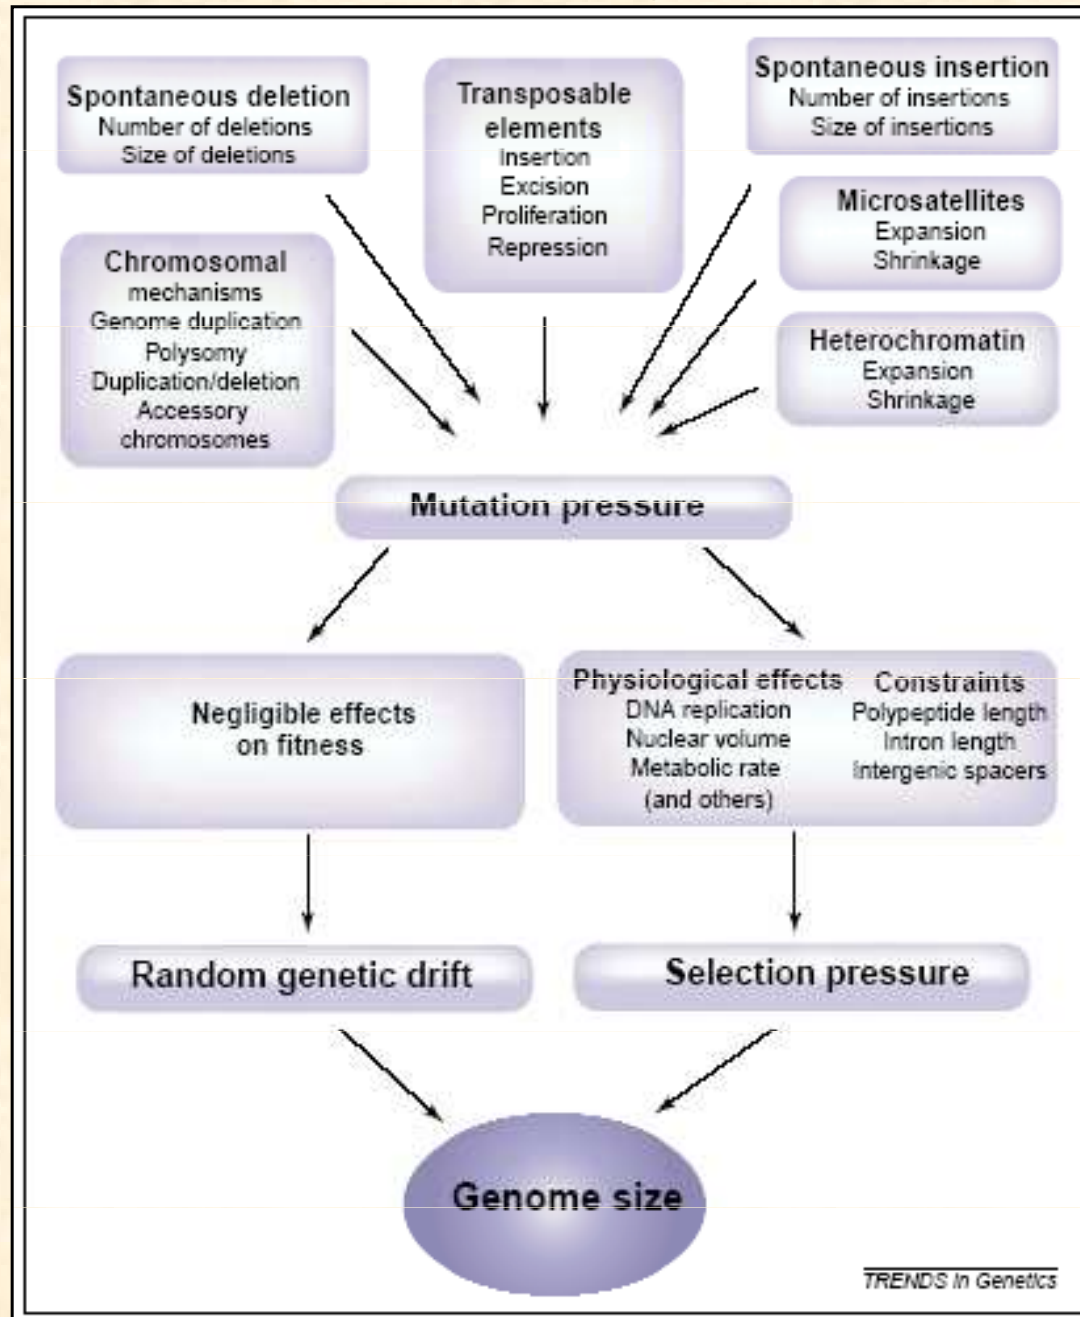 Spontaneous deletion
Number of deletions
Size of deletions
Transposable
elements
Insertion
Excision
Proliferation
Repression
Spontaneous insertion
Number of insertions
Size of insertions
Chromosomal
mechanisms
Genome duplication
Polysomy
Duplication/deletion
Accessory
chromosomes
Microsatellites
Expansion
Shrinkage
Heterochromatin
Expansion
Shrinkage
Mutation pressure
Negligible effects
on fitness
Physiological effects
DNA replication
Nuclear volume
Metabolic rate
(and others)
Constraints
Polypeptide length
Intron length
Intergenic spacers
Random genetic drift
Selection pressure
Genome size
TRENDS in Genetics